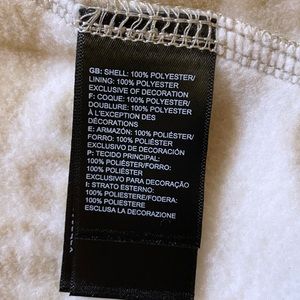 GB: SHELL: 100% POLYESTER/
LINING: 100% POLYESTER
EXCLUSIVE OF DECORATION
F: COQUE: 100% POLYESTER/
DOUBLURE: 100% POLYESTER
À L'EXCEPTION DES
DÉCORATIONS
E: ARMAZÓN: 100% POLIÉSTER/
FORRO: 100% POLIÉSTER
EXCLUSIVO DE DECORACIÓN
P: TECIDO PRINCIPAL:
100% POLIÉSTER/FORRO:
100% POLIÉSTER
EXCLUSIVO PARA DECORAÇÃO
I: STRATO ESTERNO:
100% POLIESTERE/FODERA:
100% POLIESTERE
ESCLUSA LA DECORAZIONE